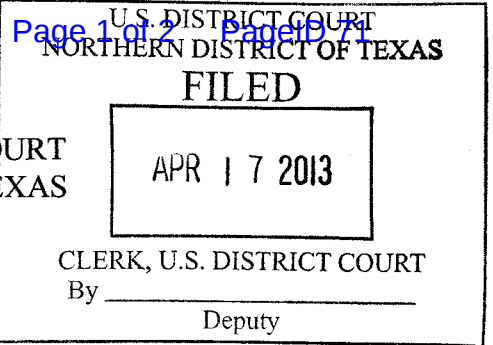 U.S. DISTRICT COURT
Page 1 of 2 PageID 71
NORTHERN DISTRICT OF TEXAS
FILED
OURT
APR 17 2013
EXAS
CLERK, U.S. DISTRICT COURT
By
Deputy